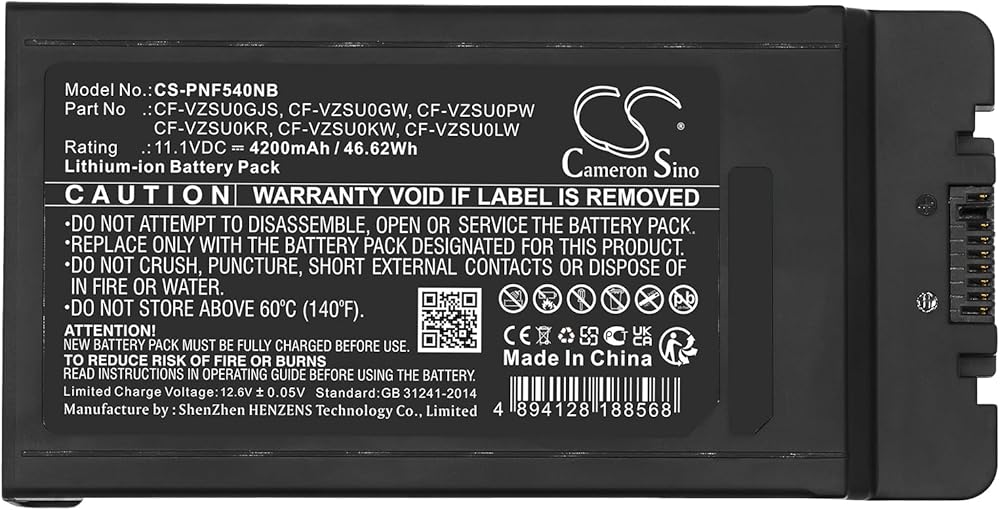 Model No.:CS-PNF540NB
Part No .:CF-VZSU0GJS, CF-VZSU0GW, CF-VZSU0PW
CF-VZSU0KR, CF-VZSU0KW, CF-VZSU0LW
Rating .:11.1VDC ⎓ 4200mAh / 46.62Wh
Lithium-ion Battery Pack
CS ®
Cameron Sino
CAUTION WARRANTY VOID IF LABEL IS REMOVED
•DO NOT ATTEMPT TO DISASSEMBLE, OPEN OR SERVICE THE BATTERY PACK.
•REPLACE ONLY WITH THE BATTERY PACK DESIGNATED FOR THIS PRODUCT.
•DO NOT CRUSH, PUNCTURE, SHORT EXTERNAL CONTACTS OR DISPOSE OF
IN FIRE OR WATER.
•DO NOT STORE ABOVE 60ºC (140ºF).
Pb
ATTENTION!
NEW BATTERY PACK MUST BE FULLY CHARGED BEFORE USE.
TO REDUCE RISK OF FIRE OR BURNS
READ INSTRUCTIONS IN OPERATING GUIDE BEFORE USING THE BATTERY.
CE UK CA
Made In China
Limited Charge Voltage: 12.6V ± 0.05V Standard: GB 31241-2014
Manufacture by : ShenZhen HENZENS Technology Co., Limited
4 894128 188568